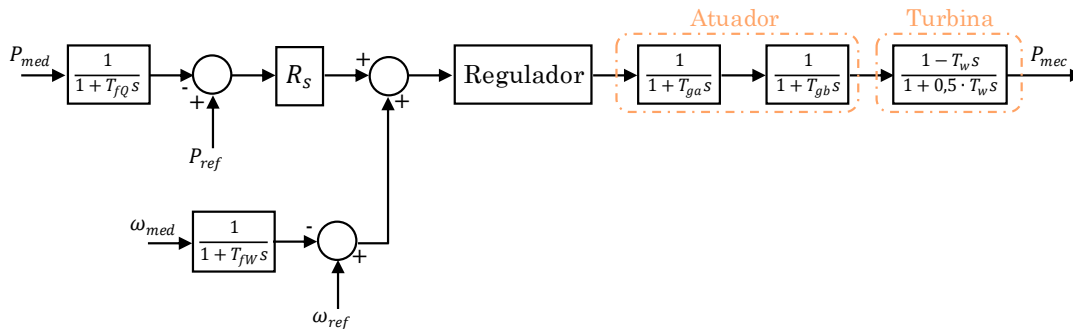 Atuador
Turbina
P_med
1
1 + T_fQ s
-
+
P_ref
R_s
+
+
Regulador
1
1 + T_ga s
1
1 + T_gb s
1 − T_w s
1 + 0,5 · T_w s
P_mec
ω_med
1
1 + T_fW s
-
+
+
ω_ref